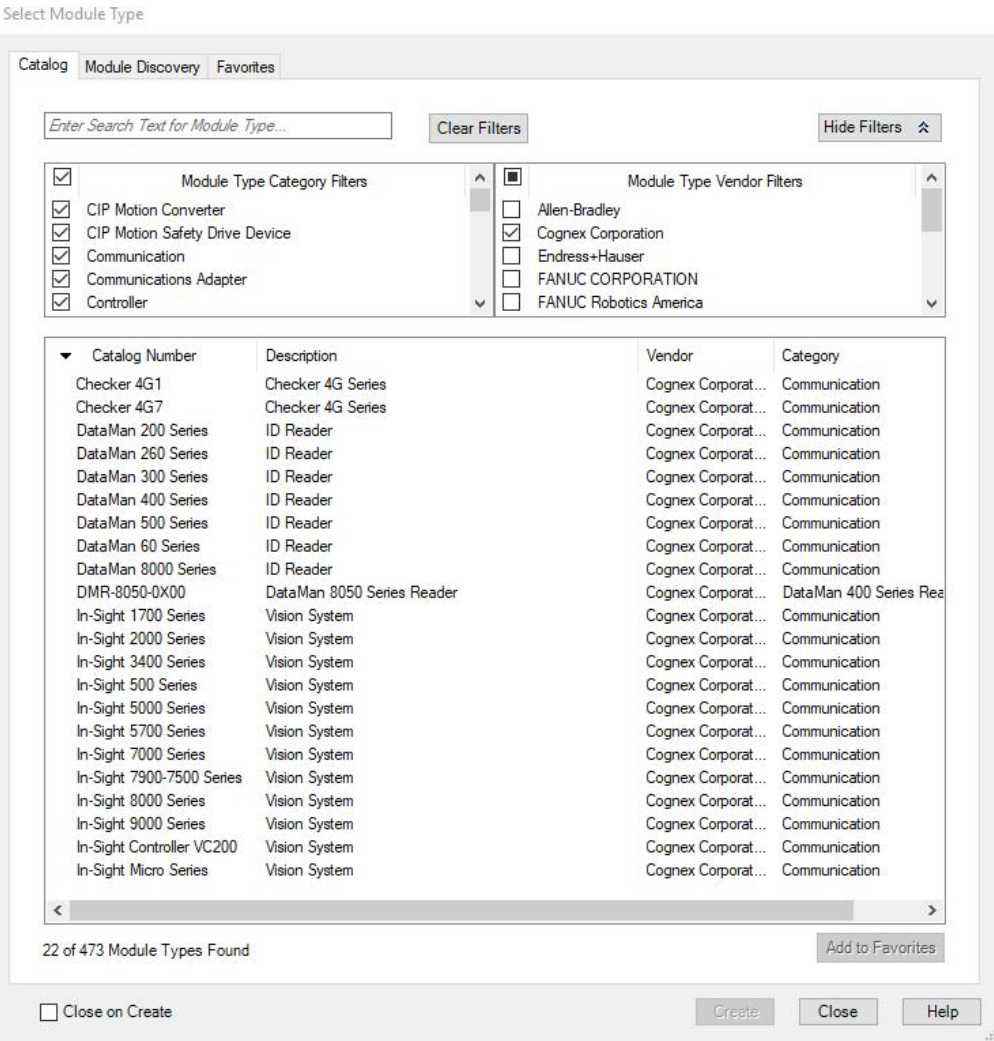 Select Module Type
Catalog Module Discovery Favorites
Enter Search Text for Module Type...
Clear Filters
Hide Filters
Module Type Category Filters
CIP Motion Converter
CIP Motion Safety Drive Device
Communication
Communications Adapter
Controller
Module Type Vendor Filters
Allen-Bradley
Cognex Corporation
Endress+Hauser
FANUC CORPORATION
FANUC Robotics America
Catalog Number Description Vendor Category
Checker 4G1 Checker 4G Series Cognex Corporat... Communication
Checker 4G7 Checker 4G Series Cognex Corporat... Communication
DataMan 200 Series ID Reader Cognex Corporat... Communication
DataMan 260 Series ID Reader Cognex Corporat... Communication
DataMan 300 Series ID Reader Cognex Corporat... Communication
DataMan 400 Series ID Reader Cognex Corporat... Communication
DataMan 500 Series ID Reader Cognex Corporat... Communication
DataMan 60 Series ID Reader Cognex Corporat... Communication
DataMan 8000 Series ID Reader Cognex Corporat... Communication
DMR-8050-0X00 DataMan 8050 Series Reader Cognex Corporat... DataMan 400 Series Rea
In-Sight 1700 Series Vision System Cognex Corporat... Communication
In-Sight 2000 Series Vision System Cognex Corporat... Communication
In-Sight 3400 Series Vision System Cognex Corporat... Communication
In-Sight 500 Series Vision System Cognex Corporat... Communication
In-Sight 5000 Series Vision System Cognex Corporat... Communication
In-Sight 5700 Series Vision System Cognex Corporat... Communication
In-Sight 7000 Series Vision System Cognex Corporat... Communication
In-Sight 7900-7500 Series Vision System Cognex Corporat... Communication
In-Sight 8000 Series Vision System Cognex Corporat... Communication
In-Sight 9000 Series Vision System Cognex Corporat... Communication
In-Sight Controller VC200 Vision System Cognex Corporat... Communication
In-Sight Micro Series Vision System Cognex Corporat... Communication
22 of 473 Module Types Found
Add to Favorites
Close on Create
Create Close Help